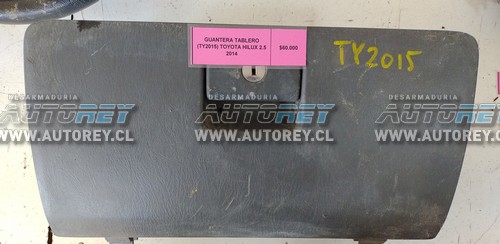 GUANTERA TABLERO
(TY2015) TOYOTA HILUX 2.5
2014
$60.000
TY2015
DESARMADURIA
AUTOREY
WWW.AUTOREY.CL
DESARMADURIA
AUTOREY
WWW.AUTOREY.CL
DESARMADURIA
AUTOREY
WWW.AUTOREY.CL